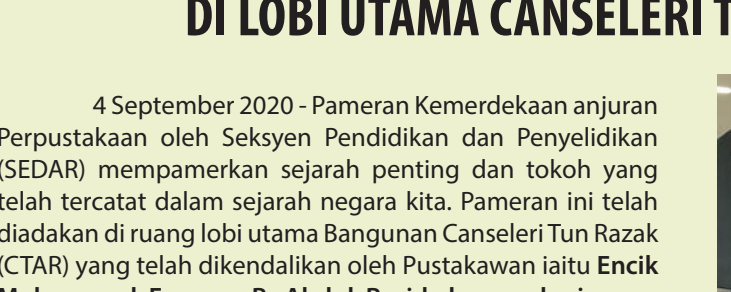 DI LOBI UTAMA CANSELERI
4 September 2020 - Pameran Kemerdekaan anjuran
Perpustakaan oleh Seksyen Pendidikan dan Penyelidikan
(SEDAR) mempamerkan sejarah penting dan tokoh yang
telah tercatat dalam sejarah negara kita. Pameran ini telah
diadakan di ruang lobi utama Bangunan Canseleri Tun Razak
(CTAR) yang telah dikendalikan oleh Pustakawan iaitu Encik